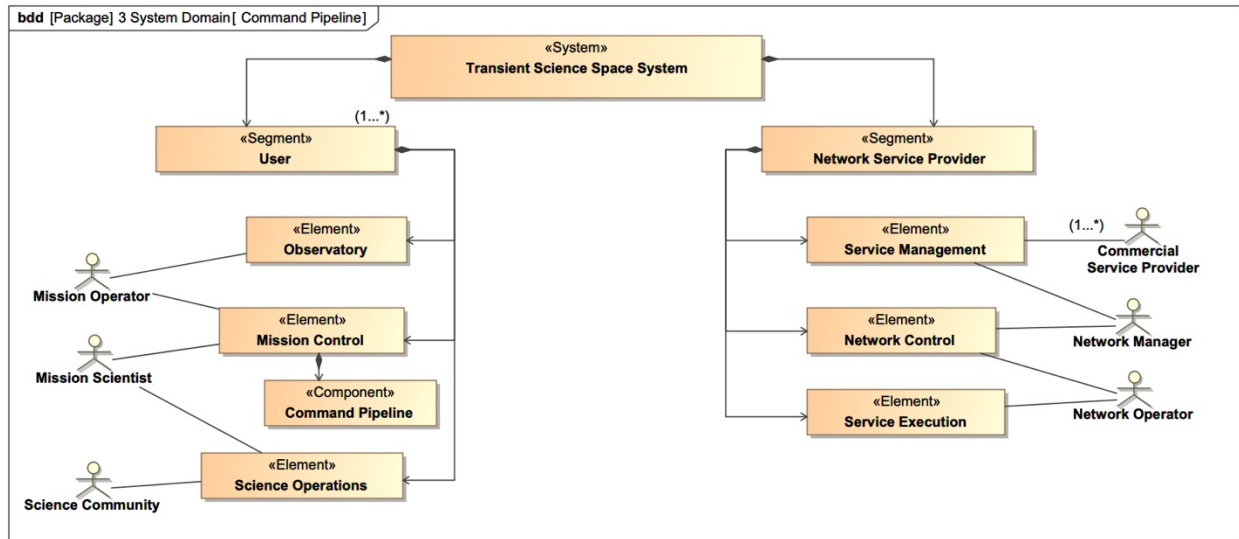 bdd [Package] 3 System Domain[ Command Pipeline]
«System»
Transient Science Space System
(1...*)
«Segment»
User
«Segment»
Network Service Provider
«Element»
Observatory
«Element»
Service Management
(1...*)
Commercial
Service Provider
Mission Operator
«Element»
Mission Control
«Element»
Network Control
Network Manager
Mission Scientist
«Component»
Command Pipeline
«Element»
Service Execution
Network Operator
«Element»
Science Operations
Science Community